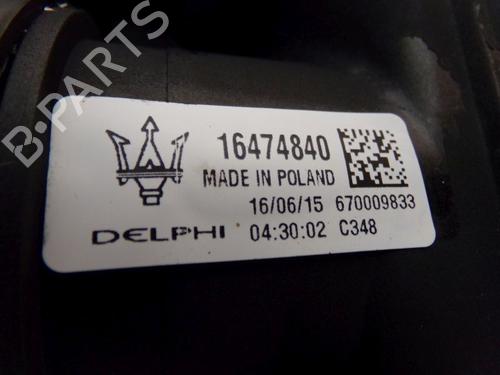 B-PARTS
16474840
MADE IN POLAND
16/06/15 670009833
DELPHI 04:30:02 C348